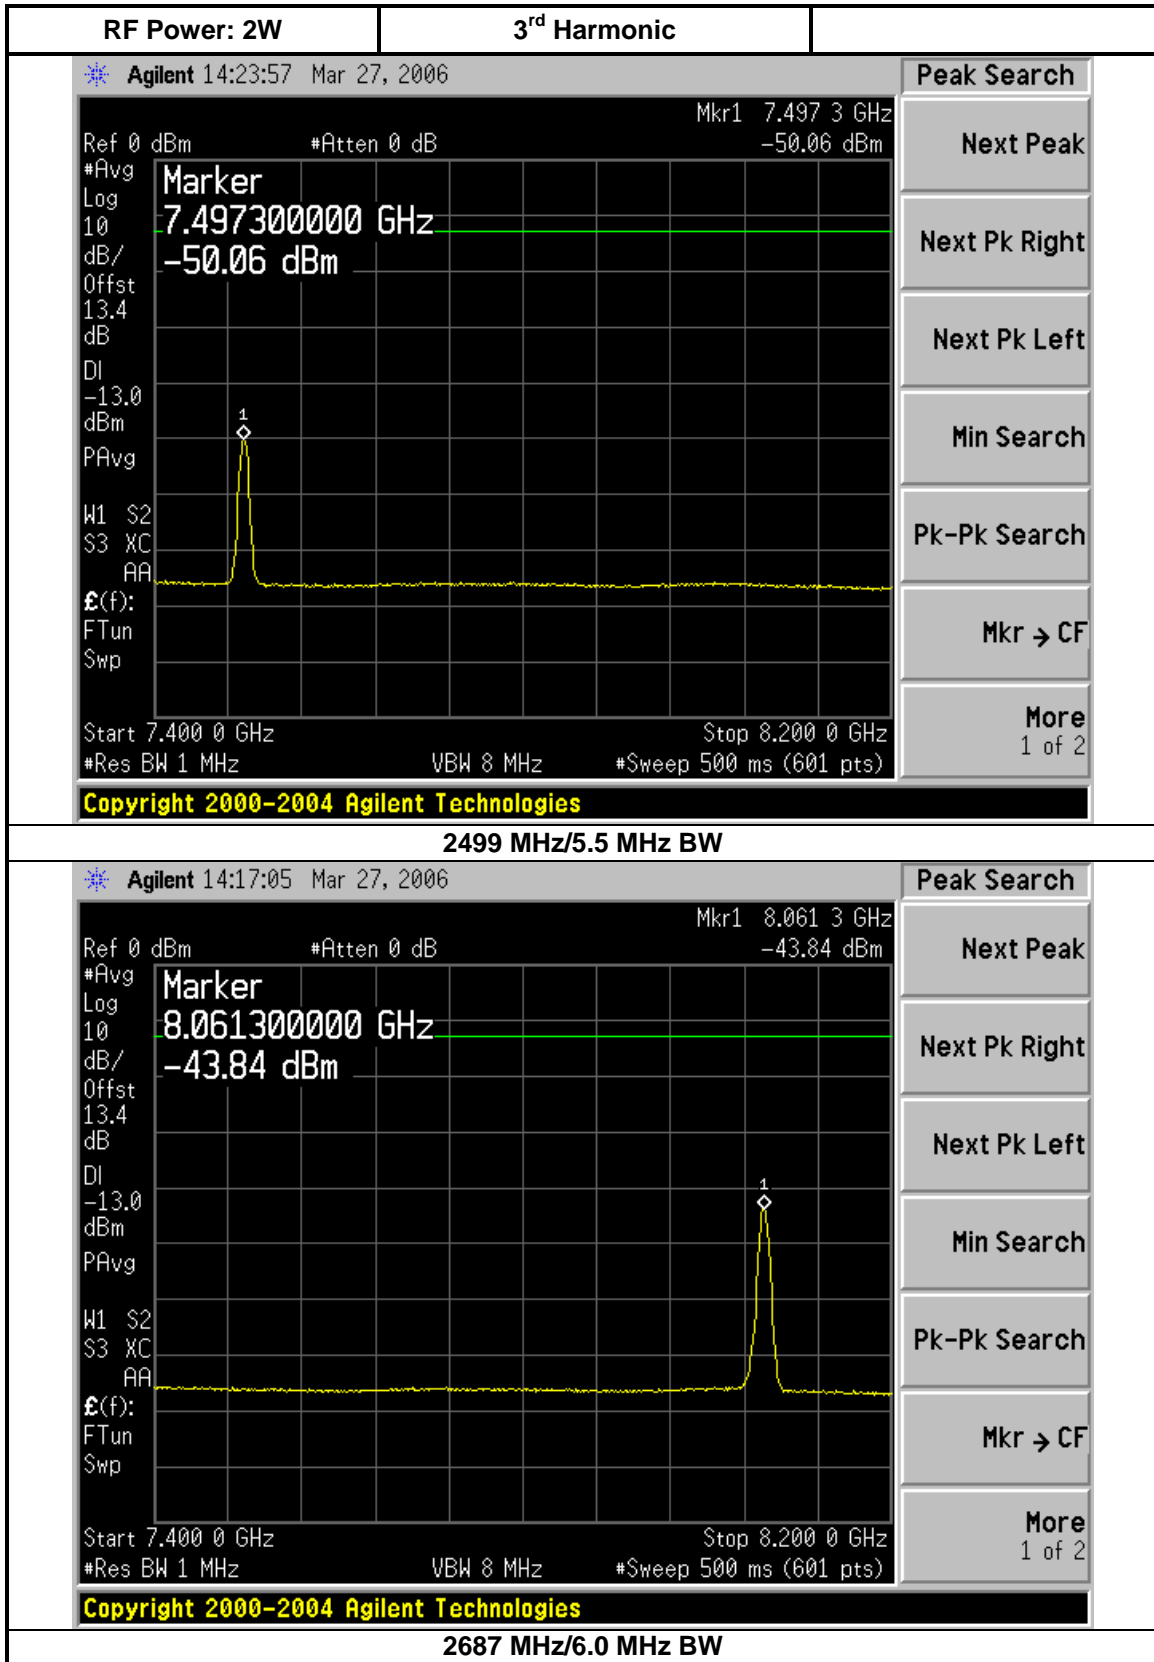 RF Power: 2W
3rd Harmonic
Agilent 14:23:57 Mar 27, 2006
Peak Search
Mkr1 7.497 3 GHz
Ref 0 dBm #Atten 0 dB -50.06 dBm
#Avg
Log
10
dB/
Offst
13.4
dB
DI
-13.0
dBm
PAvg
W1 S2
S3 XC
AA
£(f):
FTun
Swp
Marker
7.497300000 GHz
-50.06 dBm
1
Start 7.400 0 GHz Stop 8.200 0 GHz
#Res BW 1 MHz VBW 8 MHz #Sweep 500 ms (601 pts)
Copyright 2000-2004 Agilent Technologies
Next Peak
Next Pk Right
Next Pk Left
Min Search
Pk-Pk Search
Mkr → CF
More
1 of 2
2499 MHz/5.5 MHz BW
Agilent 14:17:05 Mar 27, 2006
Peak Search
Mkr1 8.061 3 GHz
Ref 0 dBm #Atten 0 dB -43.84 dBm
#Avg
Log
10
dB/
Offst
13.4
dB
DI
-13.0
dBm
PAvg
W1 S2
S3 XC
AA
£(f):
FTun
Swp
Marker
8.061300000 GHz
-43.84 dBm
1
Start 7.400 0 GHz Stop 8.200 0 GHz
#Res BW 1 MHz VBW 8 MHz #Sweep 500 ms (601 pts)
Copyright 2000-2004 Agilent Technologies
Next Peak
Next Pk Right
Next Pk Left
Min Search
Pk-Pk Search
Mkr → CF
More
1 of 2
2687 MHz/6.0 MHz BW